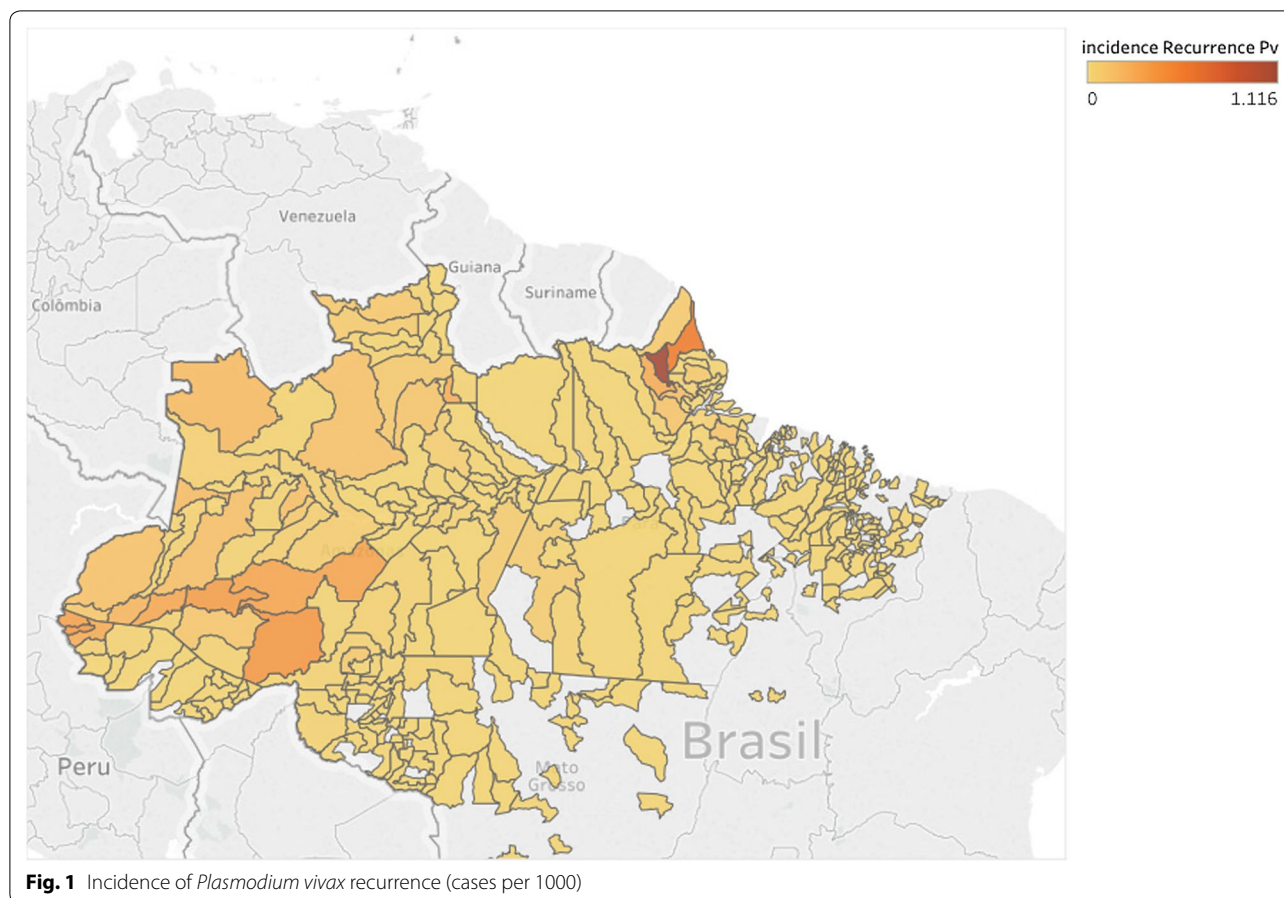 incidence Recurrence Pv
0 1.116
Venezuela
Guiana
Suriname
Colômbia
Brasil
Peru
Mato
Grosso
Fig. 1 Incidence of Plasmodium vivax recurrence (cases per 1000)